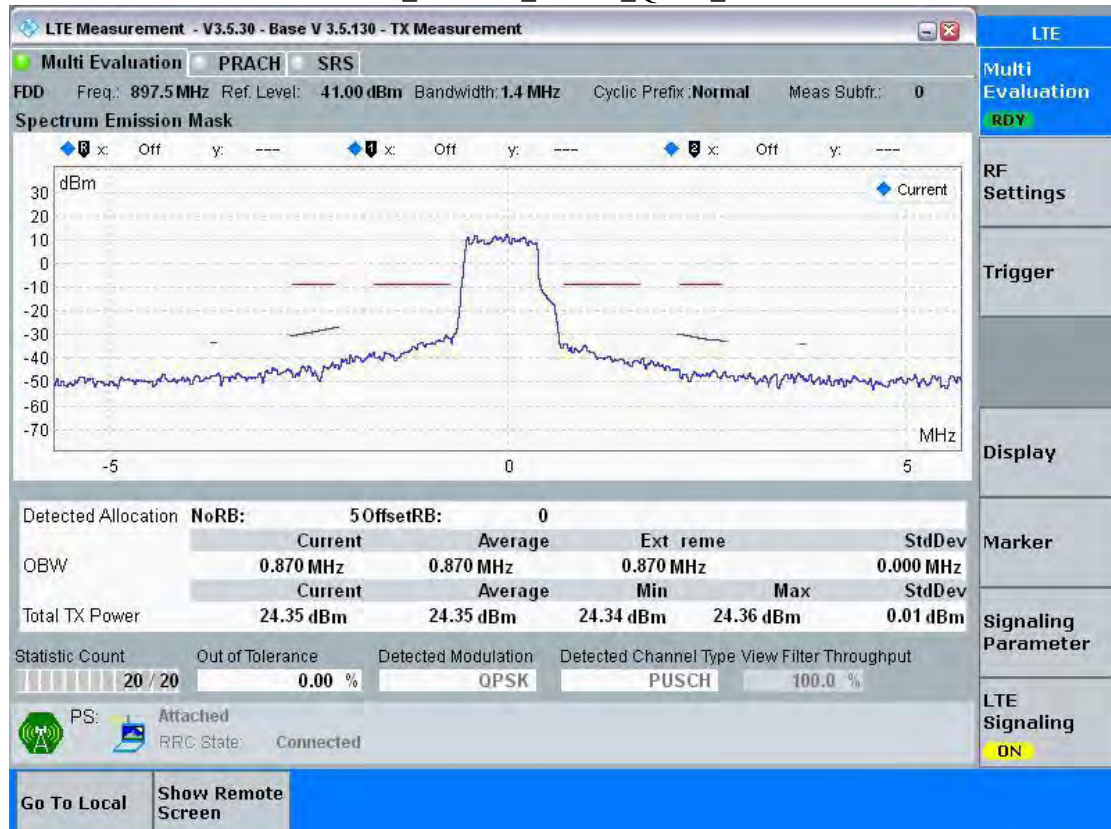 LTE Measurement - V3.5.30 - Base V 3.5.130 - TX Measurement
LTE
Multi Evaluation PRACH SRS
Multi Evaluation
RDY
FDD Freq.: 897.5 MHz Ref. Level: 41.00 dBm Bandwidth: 1.4 MHz Cyclic Prefix : Normal Meas Subfr.: 0
Spectrum Emission Mask
R x: Off y: --- 1 x: Off y: --- 2 x: Off y: ---
dBm
Current
30
20
10
0
-10
-20
-30
-40
-50
-60
-70
MHz
-5 0 5
RF Settings
Trigger
Display
Marker
Signaling Parameter
LTE Signaling
ON
Detected Allocation NoRB: 5 OffsetRB: 0
Current Average Ext reme StdDev
OBW 0.870 MHz 0.870 MHz 0.870 MHz 0.000 MHz
Current Average Min Max StdDev
Total TX Power 24.35 dBm 24.35 dBm 24.34 dBm 24.36 dBm 0.01 dBm
Statistic Count Out of Tolerance Detected Modulation Detected Channel Type View Filter Throughput
20 / 20 0.00 % QPSK PUSCH 100.0 %
PS: Attached
RRC State: Connected
Go To Local
Show Remote Screen